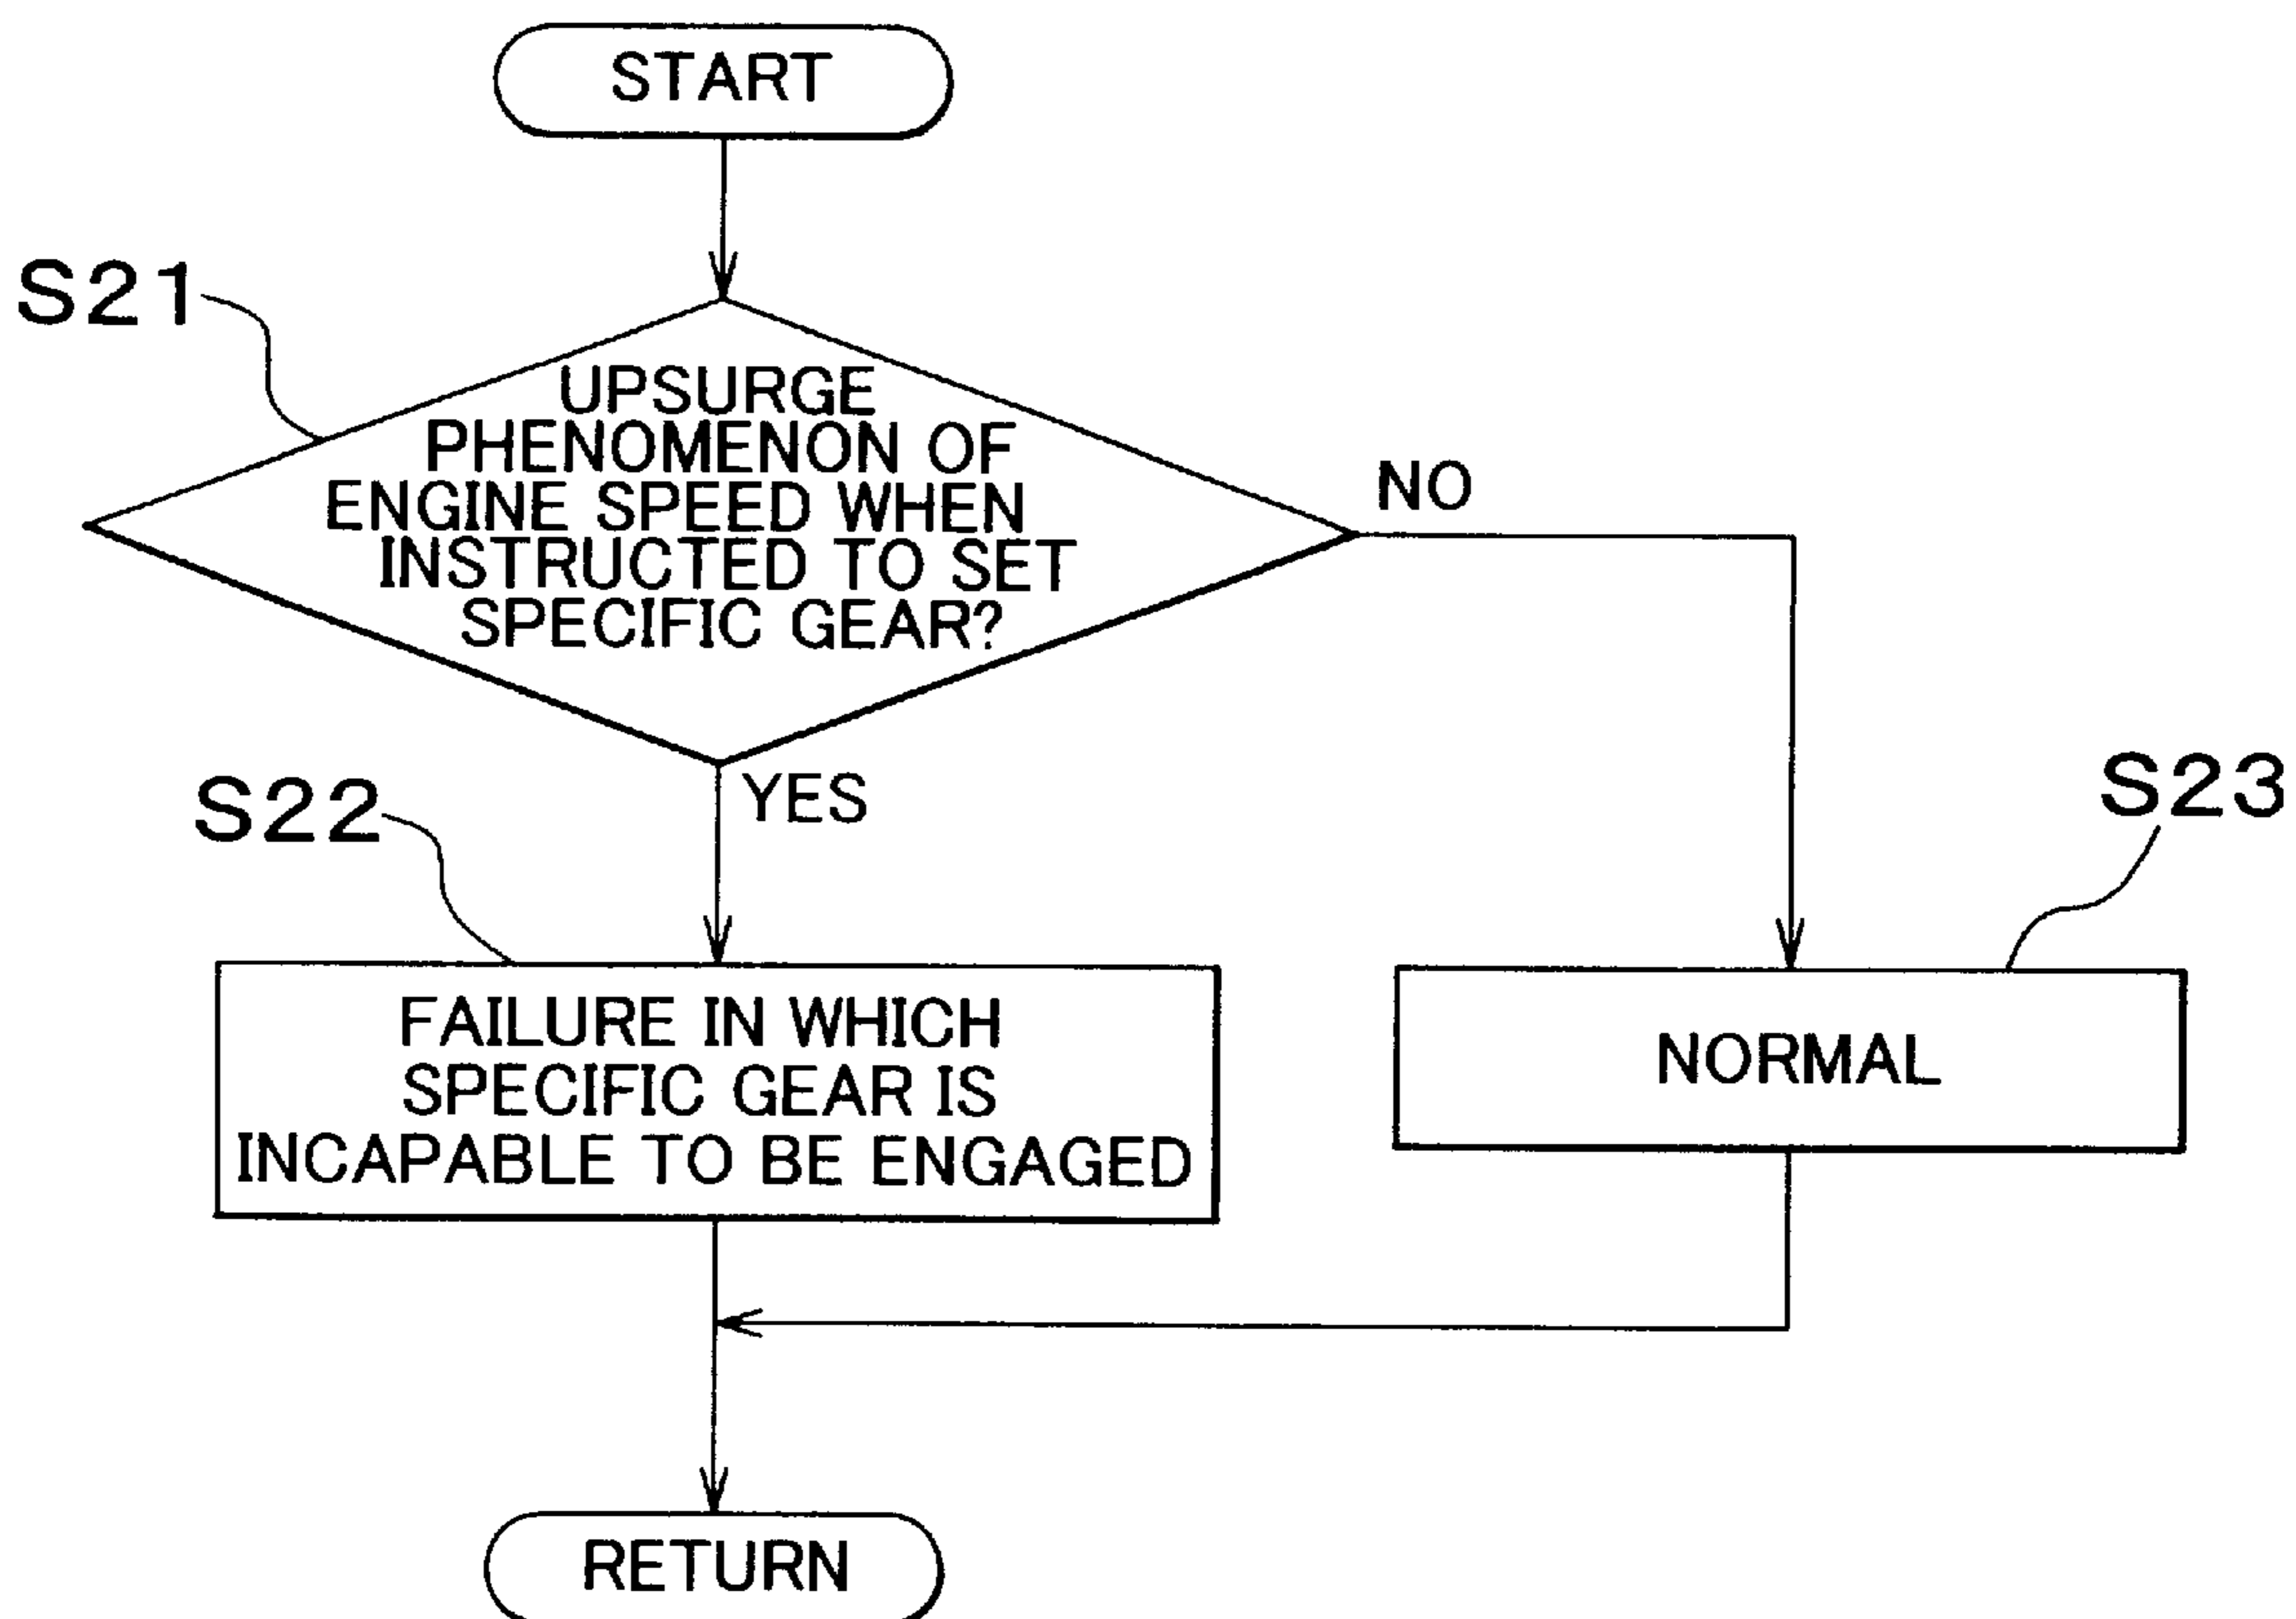 START
S21
UPSURGE
PHENOMENON OF
ENGINE SPEED WHEN
INSTRUCTED TO SET
SPECIFIC GEAR?
NO
YES
S22
S23
FAILURE IN WHICH
SPECIFIC GEAR IS
INCAPABLE TO BE ENGAGED
NORMAL
RETURN